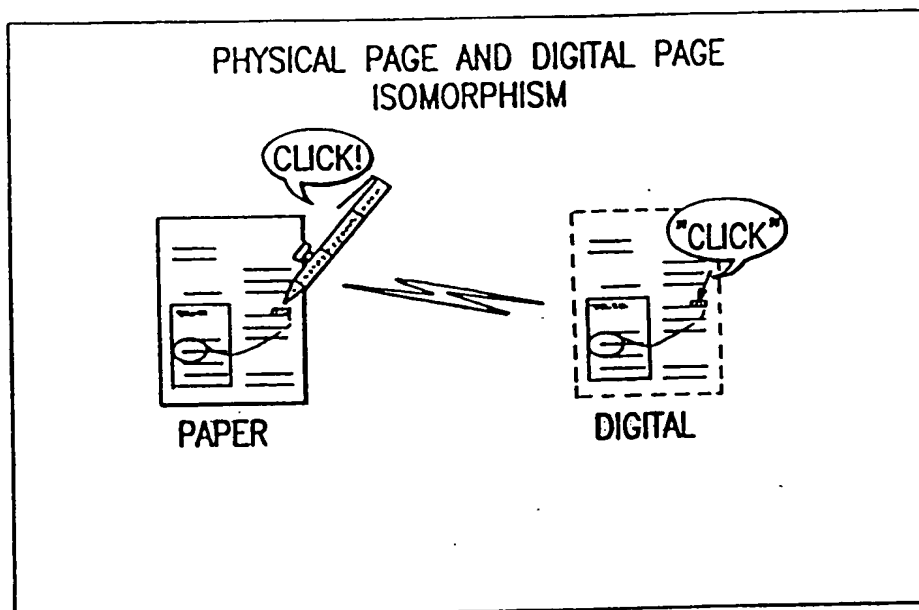 PHYSICAL PAGE AND DIGITAL PAGE
ISOMORPHISM
CLICK!
"CLICK"
PAPER
DIGITAL